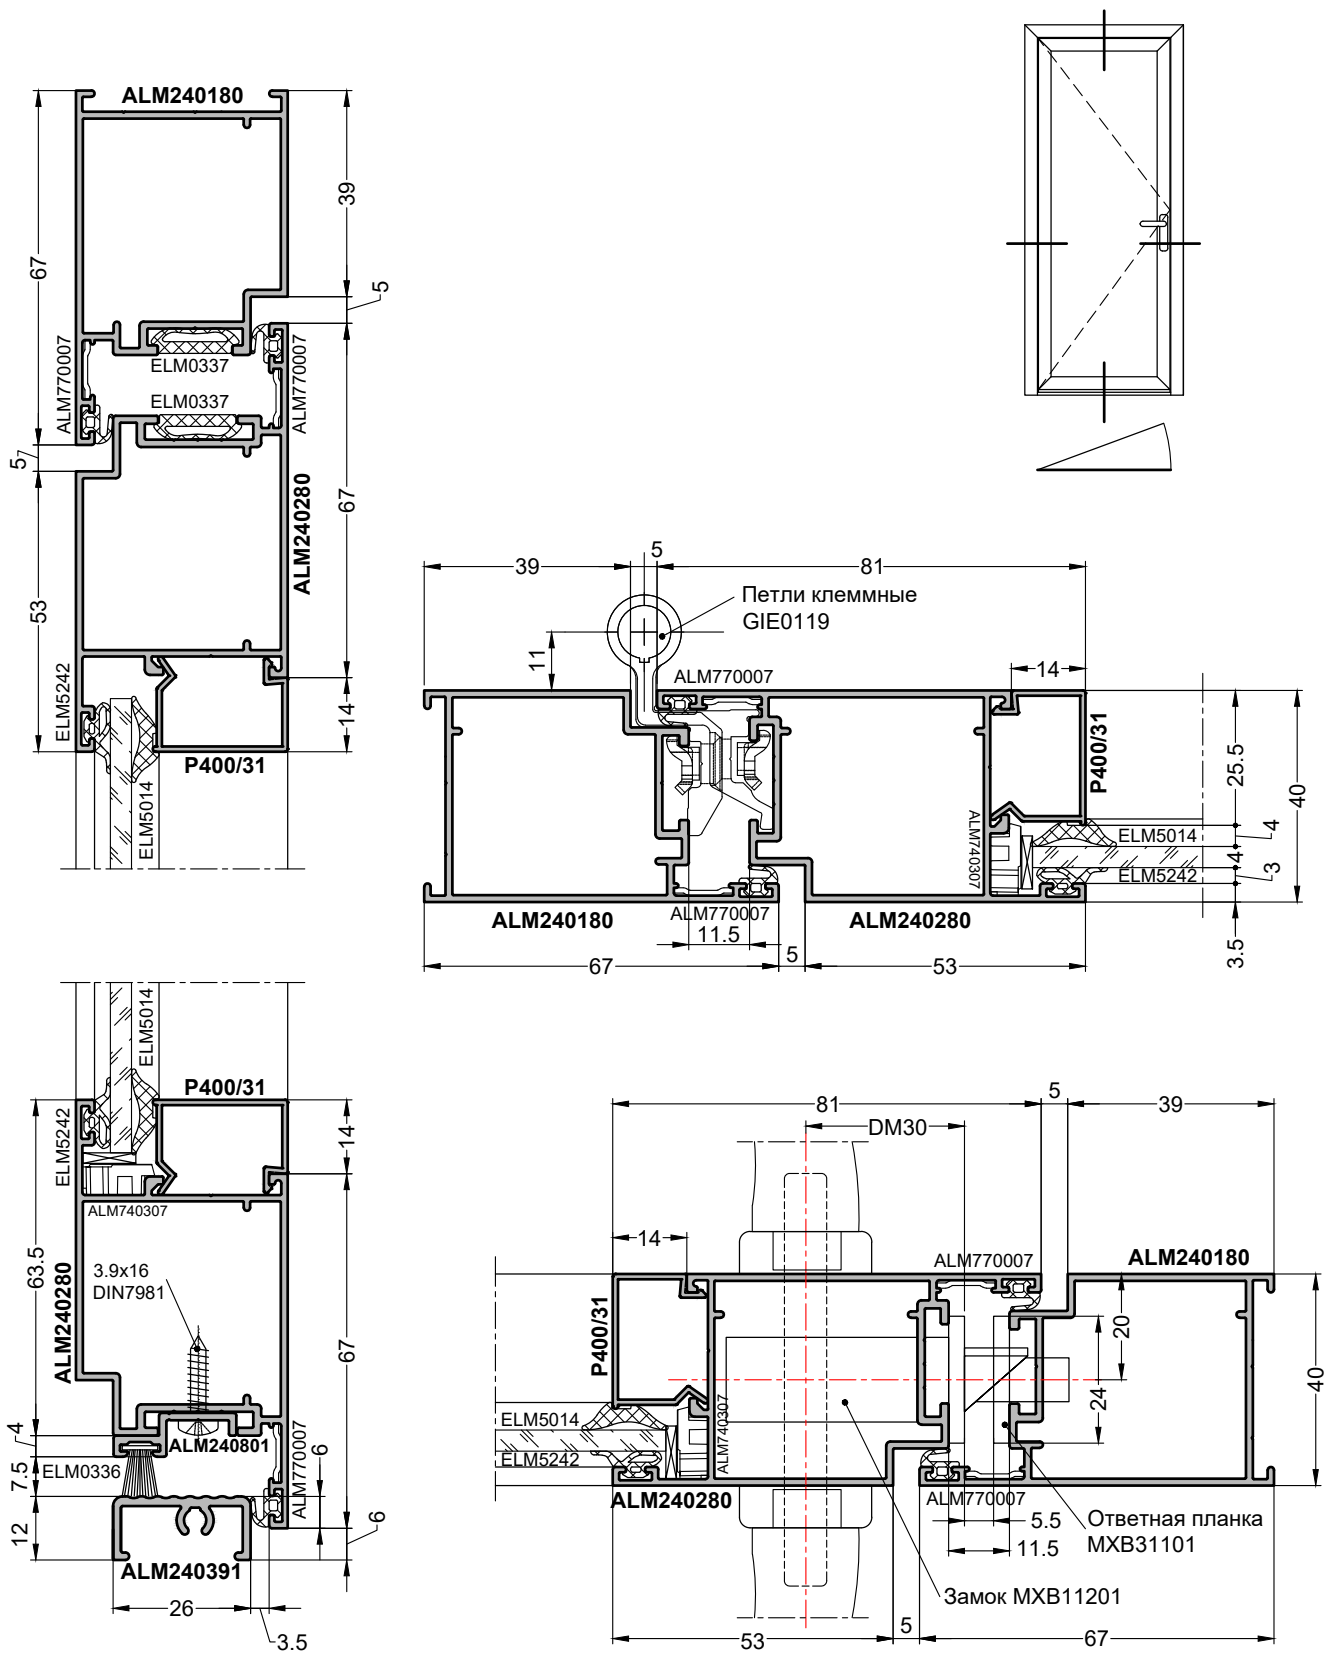 ALM240180
39
67
5
ALM770007
ELM0337
ALM770007
ELM0337
5
67
ALM240280
53
ELM5242
14
P400/31
ELM5014
5
39
81
Петли клеммные
GIE0119
11
ALM770007
14
P400/31
25.5
40
ALM740307
ELM5014
4
4
ELM5242
3
ALM240180
ALM770007
ALM240280
11.5
3.5
67
5
53
ELM5014
P400/31
ELM5242
14
ALM740307
63.5
ALM240280
3.9x16
DIN7981
67
4
ALM240801
ALM770007
6
7.5
ELM0336
12
6
ALM240391
26
3.5
5
81
39
DM30
14
ALM770007
ALM240180
P400/31
20
40
24
ELM5014
ALM740307
ELM5242
ALM240280
ALM770007
5.5
Ответная планка
MXB31101
11.5
Замок MXB11201
5
53
67